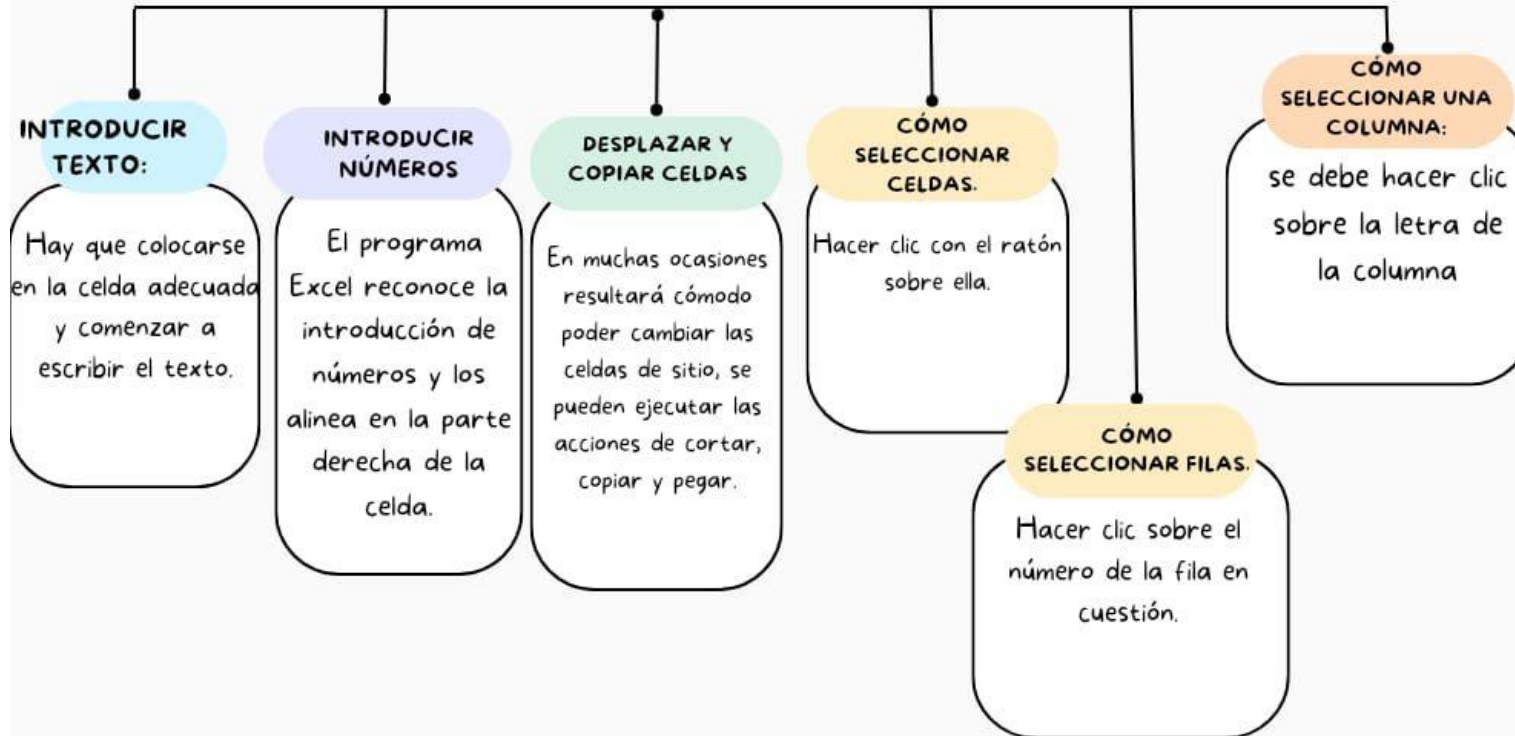 INTRODUCIR
TEXTO:
Hay que colocarse
en la celda adecuada
y comenzar a
escribir el texto.
INTRODUCIR
NÚMEROS
El programa
Excel reconoce la
introducción de
números y los
alinea en la parte
derecha de la
celda.
DESPLAZAR Y
COPIAR CELDAS
En muchas ocasiones
resultará cómodo
poder cambiar las
celdas de sitio, se
pueden ejecutar las
acciones de cortar,
copiar y pegar.
CÓMO
SELECCIONAR
CELDAS.
Hacer clic con el ratón
sobre ella.
CÓMO
SELECCIONAR FILAS.
Hacer clic sobre el
número de la fila en
cuestión.
CÓMO
SELECCIONAR UNA
COLUMNA:
se debe hacer clic
sobre la letra de
la columna